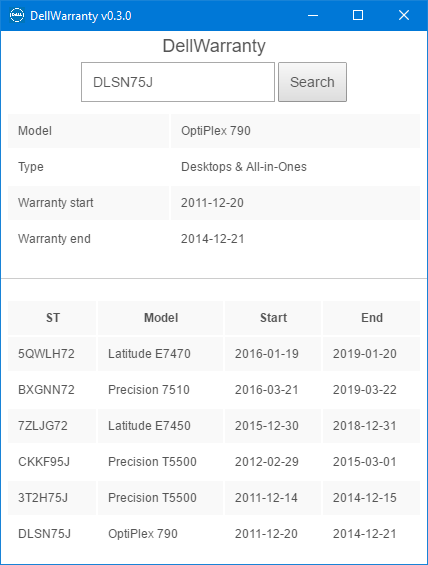 DELL
DellWarranty v0.3.0
DellWarranty
DLSN75J Search
Model OptiPlex 790
Type Desktops & All-in-Ones
Warranty start 2011-12-20
Warranty end 2014-12-21
ST Model Start End
5QWLH72 Latitude E7470 2016-01-19 2019-01-20
BXGNN72 Precision 7510 2016-03-21 2019-03-22
7ZLJG72 Latitude E7450 2015-12-30 2018-12-31
CKKF95J Precision T5500 2012-02-29 2015-03-01
3T2H75J Precision T5500 2011-12-14 2014-12-15
DLSN75J OptiPlex 790 2011-12-20 2014-12-21